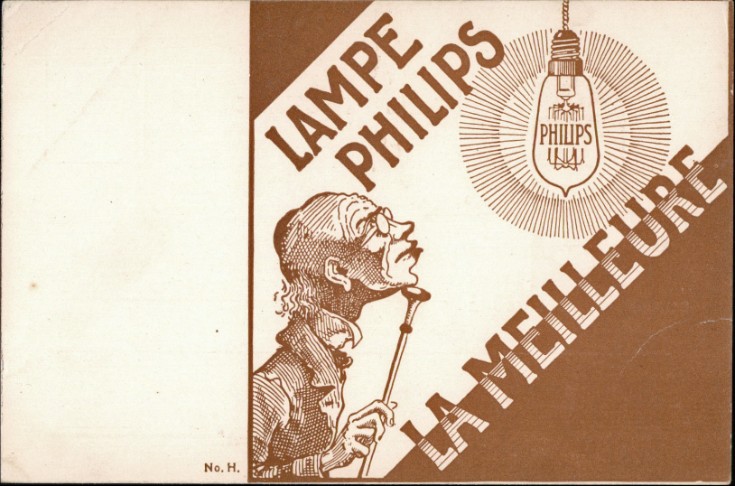 LAMPE
PHILIPS
PHILIPS
LA MEILLEURE
No. H.